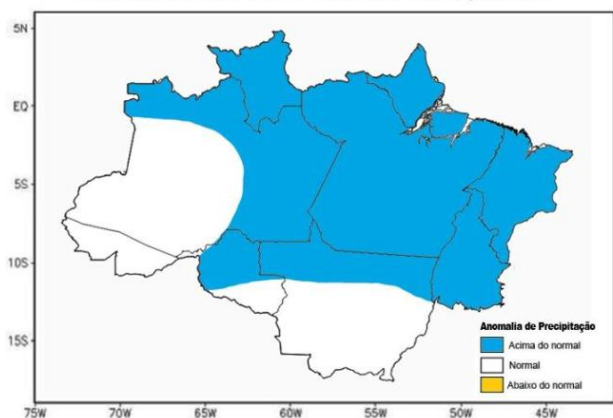 5N
EQ
5S
10S
15S
Anomalia de Precipitação
Acima do normal
Normal
Abaixo do normal
75W 70W 65W 60W 55W 50W 45W